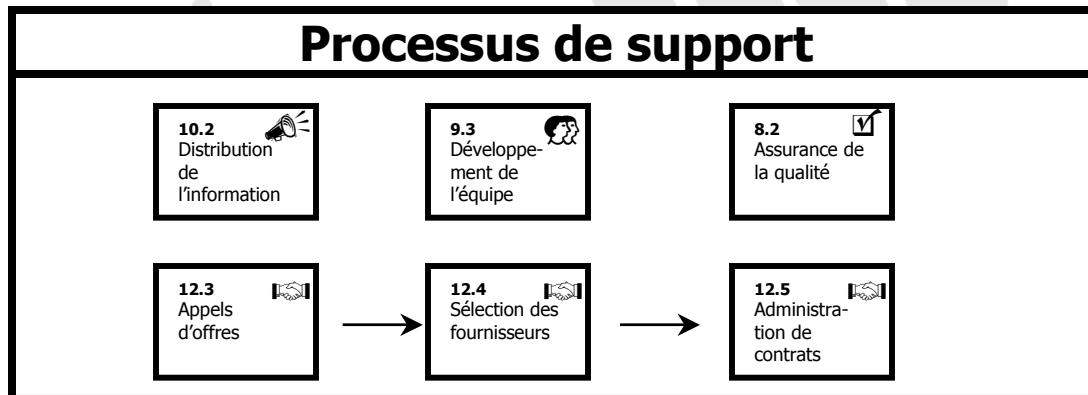 Processus de support
10.2
Distribution
de
l’information
9.3
Développe-
ment de
l’équipe
8.2
Assurance de
la qualité
12.3
Appels
d’offres
12.4
Sélection des
fournisseurs
12.5
Administra-
tion de
contrats